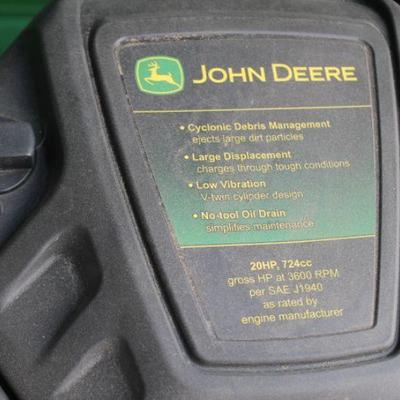 JOHN DEERE
• Cyclonic Debris Management
ejects large dirt particles
• Large Displacement
charges through tough conditions
• Low Vibration
V-twin cylinder design
• No-tool Oil Drain
simplifies maintenance
20HP, 724cc
gross HP at 3600 RPM
per SAE J1940
as rated by
engine manufacturer